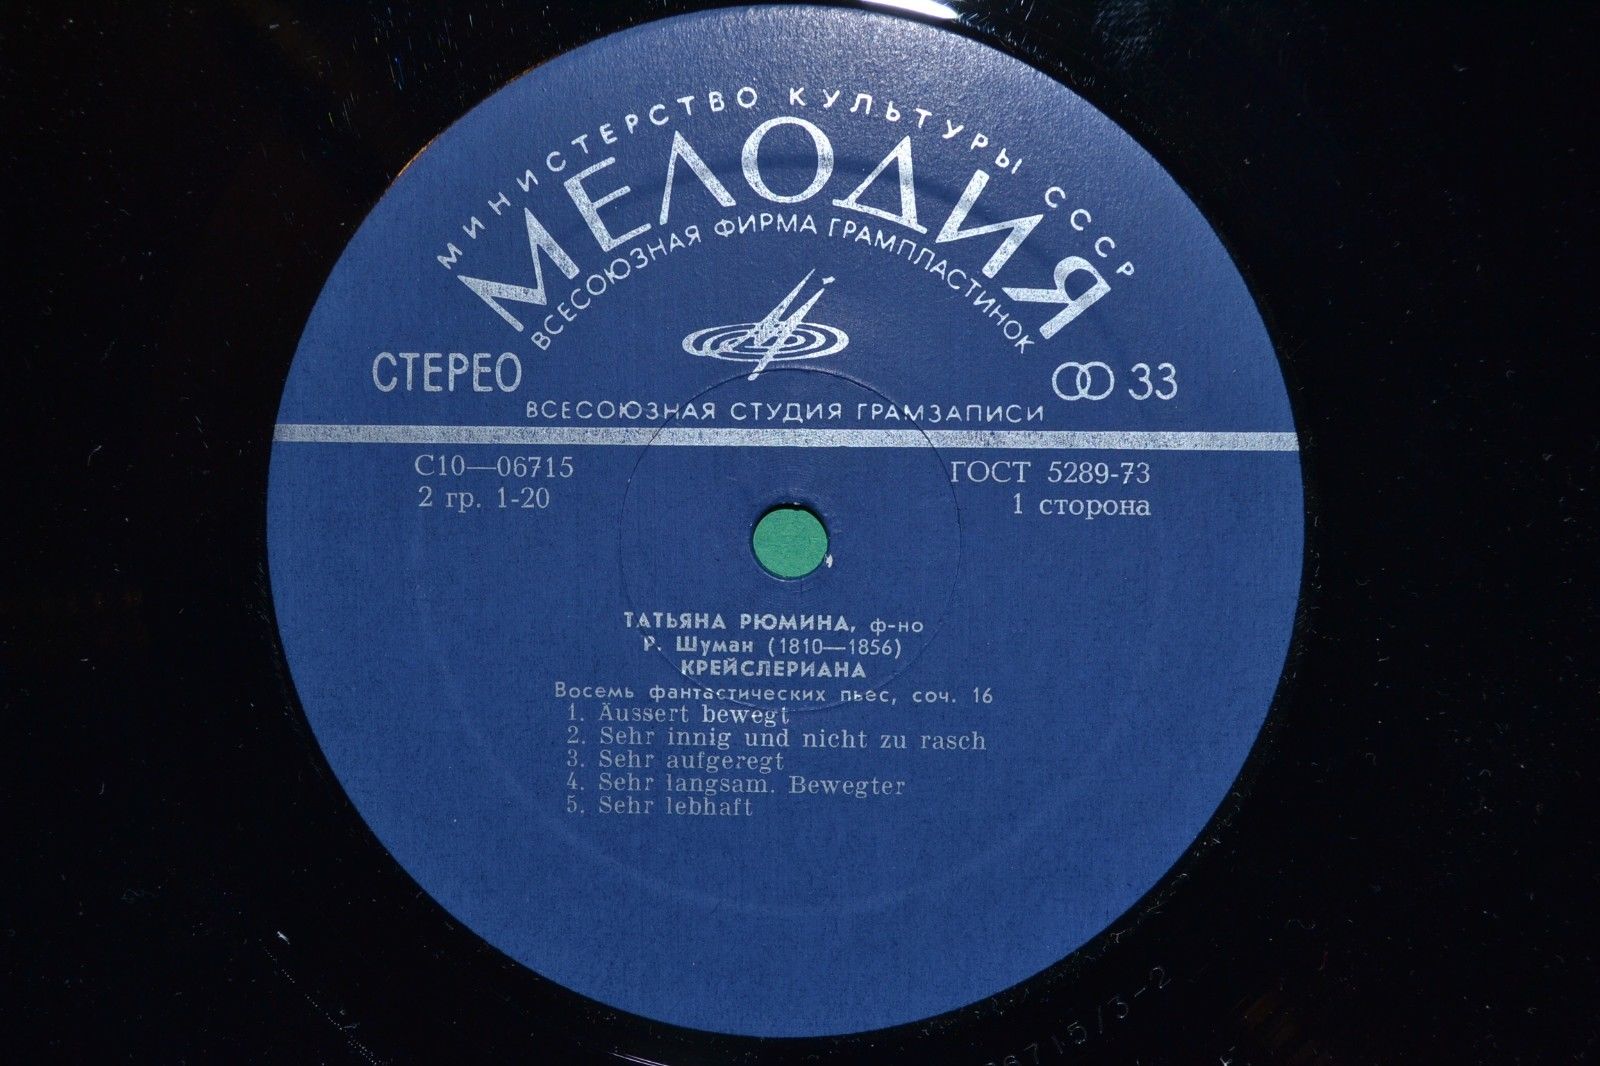 МИНИСТЕРСТВО КУЛЬТУРЫ СССР
МЕЛОДИЯ
ВСЕСОЮЗНАЯ ФИРМА ГРАМПЛАСТИНОК
СТЕРЕО
33
ВСЕСОЮЗНАЯ СТУДИЯ ГРАМЗАПИСИ
С10—06715
ГОСТ 5289-73
2 гр. 1-20
1 сторона
ТАТЬЯНА РЮМИНА, ф-но
Р. Шуман (1810—1856)
КРЕЙСЛЕРИАНА
Восемь фантастических пьес, соч. 16
1. Äussert bewegt
2. Sehr innig und nicht zu rasch
3. Sehr aufgeregt
4. Sehr langsam. Bewegter
5. Sehr lebhaft